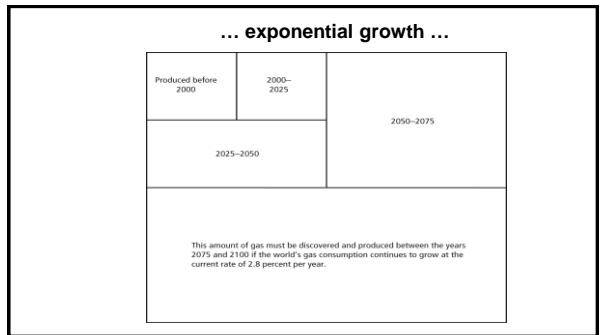 … exponential growth …
Produced before
2000
2000–
2025
2050–2075
2025–2050
This amount of gas must be discovered and produced between the years
2075 and 2100 if the world's gas consumption continues to grow at the
current rate of 2.8 percent per year.